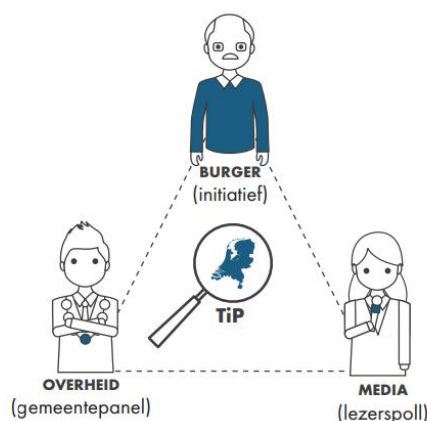 BURGER
(initiatief)
TiP
OVERHEID
(gemeentepanel)
MEDIA
(lezerspoll)